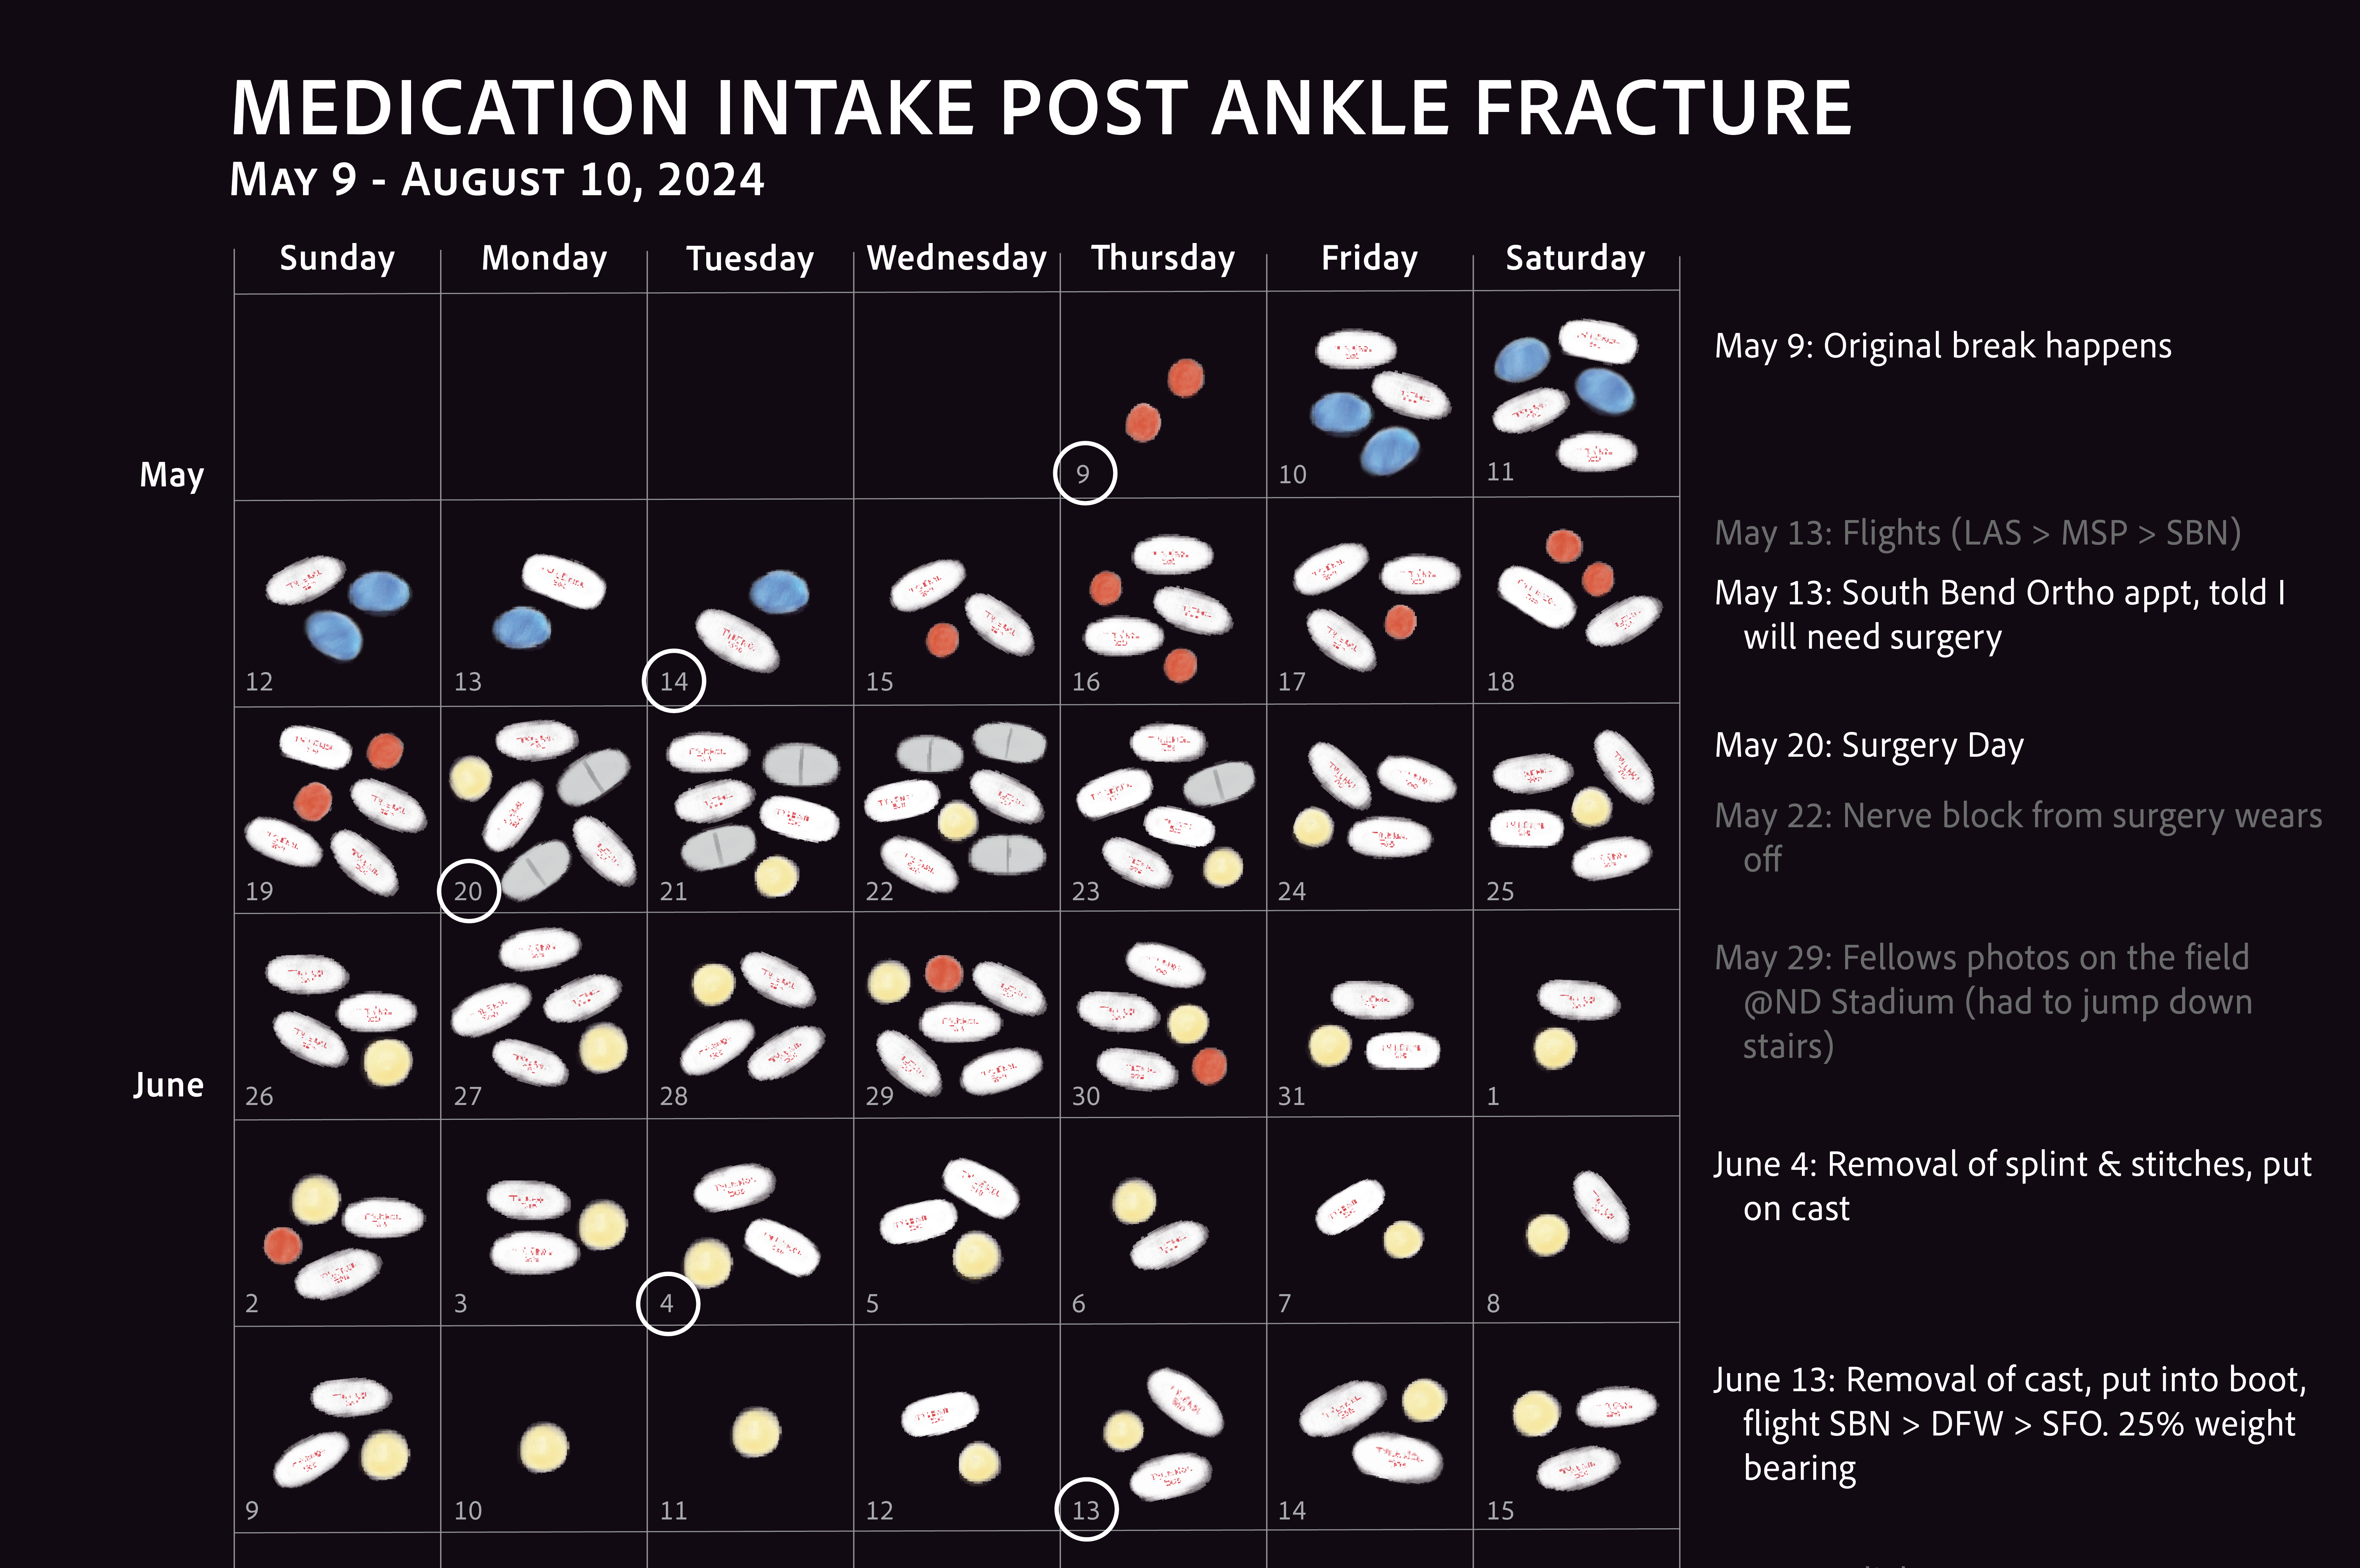 MEDICATION INTAKE POST ANKLE FRACTURE
May 9 - August 10, 2024
Sunday Monday Tuesday Wednesday Thursday Friday Saturday
May
9 10 11
May 9: Original break happens
12 13 14 15 16 17 18
May 13: Flights (LAS > MSP > SBN)
May 13: South Bend Ortho appt, told I
will need surgery
19 20 21 22 23 24 25
May 20: Surgery Day
May 22: Nerve block from surgery wears
off
June
26 27 28 29 30 31 1
May 29: Fellows photos on the field
@ND Stadium (had to jump down
stairs)
2 3 4 5 6 7 8
June 4: Removal of splint & stitches, put
on cast
9 10 11 12 13 14 15
June 13: Removal of cast, put into boot,
flight SBN > DFW > SFO. 25% weight
bearing